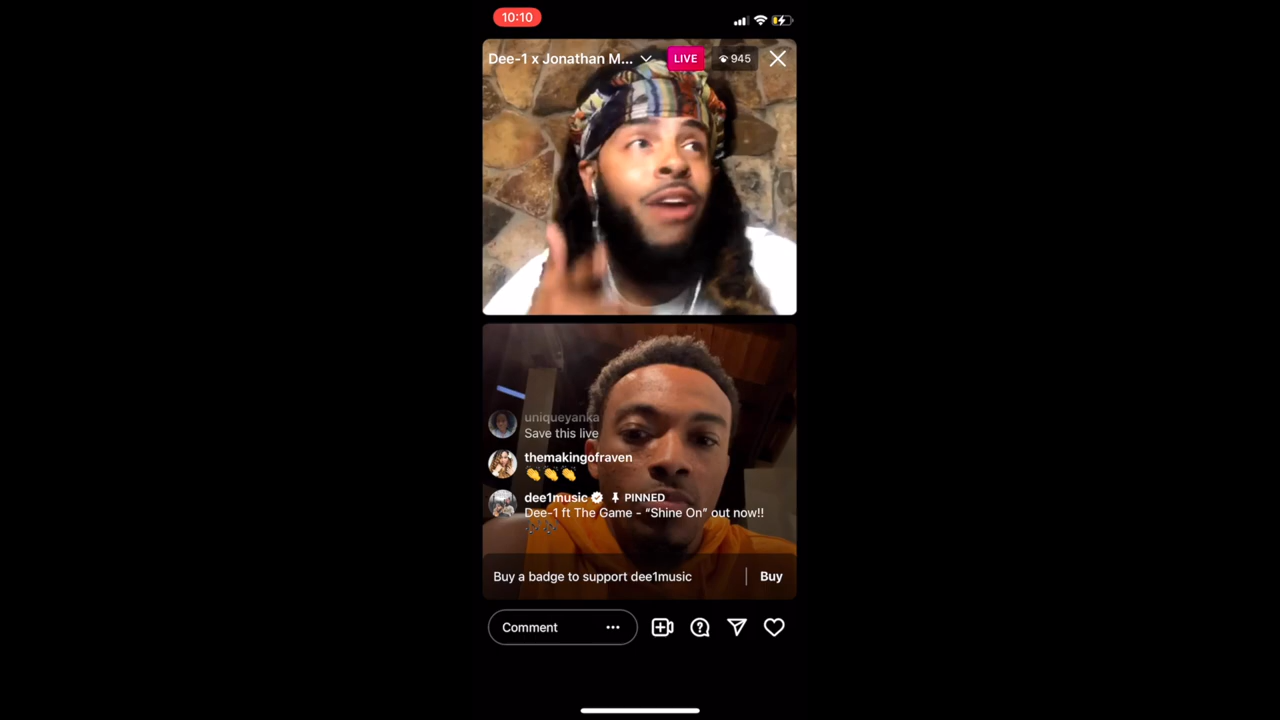 10:10
Dee-1 x Jonathan M...
LIVE
945
uniqueyanka
Save this live
themakingofraven
👏👏👏
dee1music PINNED
Dee-1 ft The Game - “Shine On” out now!!
🎶 🎶
Buy a badge to support dee1music
Buy
Comment